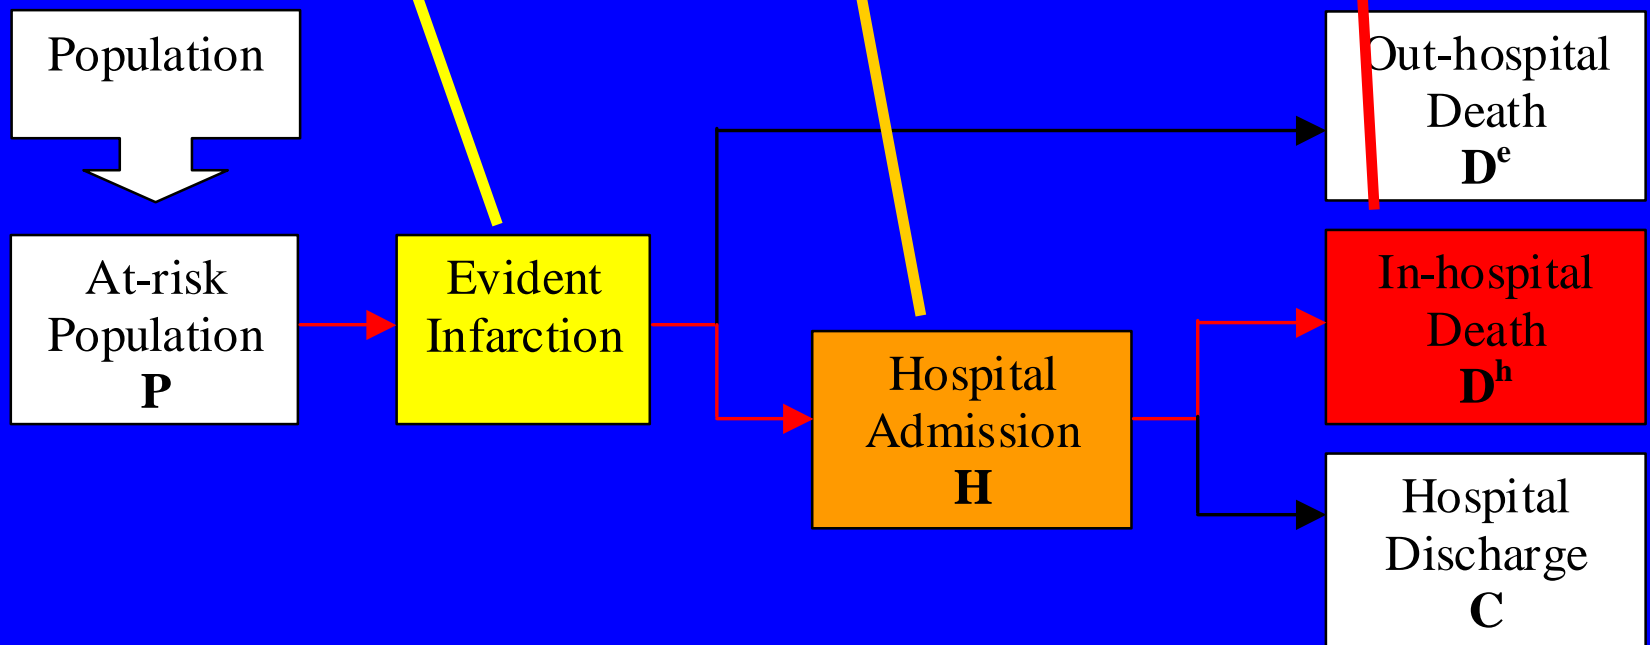 Population
At-risk
Population
P
Evident
Infarction
Hospital
Admission
H
Out-hospital
Death
Dᵉ
In-hospital
Death
Dʰ
Hospital
Discharge
C